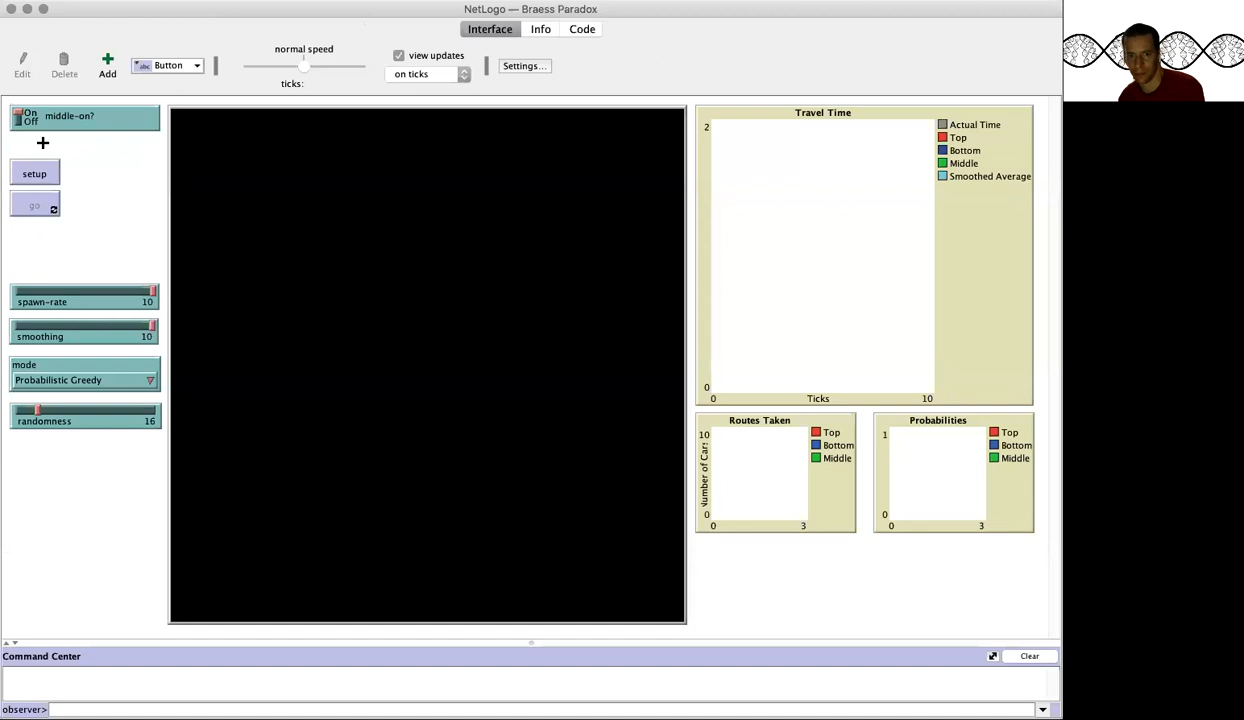 NetLogo — Braess Paradox
Interface Info Code
Edit Delete Add Button
normal speed
ticks:
view updates
on ticks
Settings...
On
Off
middle-on?
setup
go
spawn-rate 10
smoothing 10
mode
Probabilistic Greedy
randomness 16
Travel Time
2
0
0 Ticks 10
Actual Time
Top
Bottom
Middle
Smoothed Average
Routes Taken
10
0
Number of Cars
0 3
Top
Bottom
Middle
Probabilities
1
0
0 3
Top
Bottom
Middle
Command Center
Clear
observer>